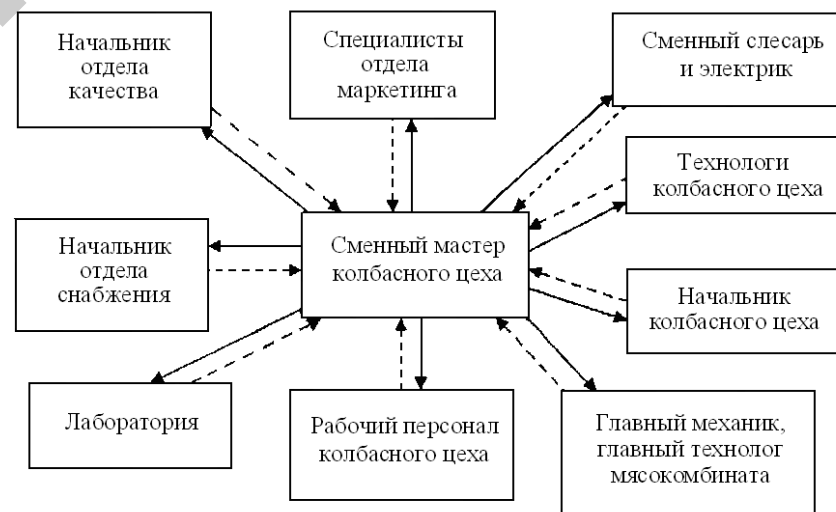 Начальник
отдела
качества
Специалисты
отдела
маркетинга
Сменный слесарь
и электрик
Технологи
колбасного цеха
Начальник
отдела
снабжения
Сменный мастер
колбасного цеха
Начальник
колбасного цеха
Лаборатория
Рабочий персонал
колбасного цеха
Главный механик,
главный технолог
мясокомбината